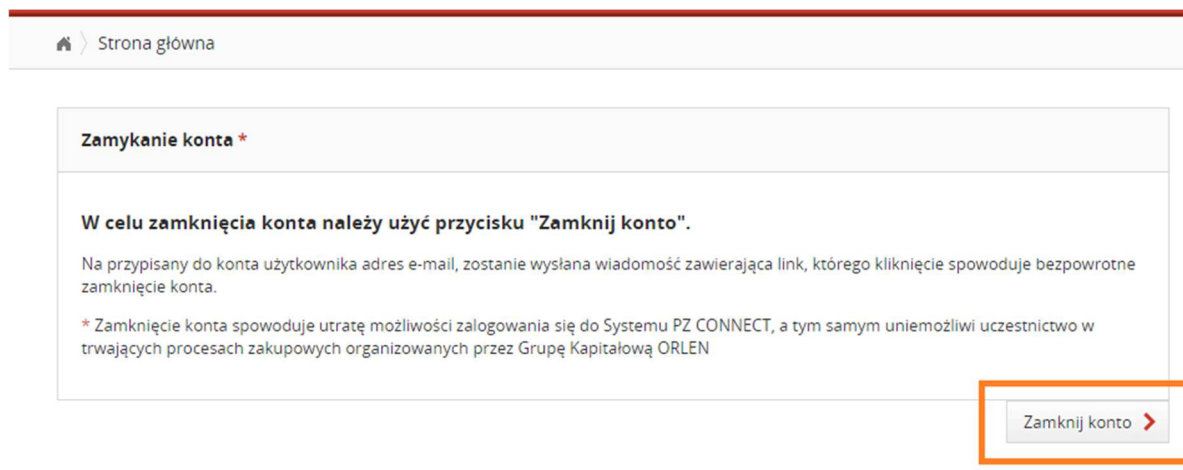 Strona główna
Zamykanie konta *
W celu zamknięcia konta należy użyć przycisku "Zamknij konto".
Na przypisany do konta użytkownika adres e-mail, zostanie wysłana wiadomość zawierająca link, którego kliknięcie spowoduje bezpowrotne
zamknięcie konta.
* Zamknięcie konta spowoduje utratę możliwości zalogowania się do Systemu PZ CONNECT, a tym samym uniemożliwi uczestnictwo w
trwających procesach zakupowych organizowanych przez Grupę Kapitałową ORLEN
Zamknij konto